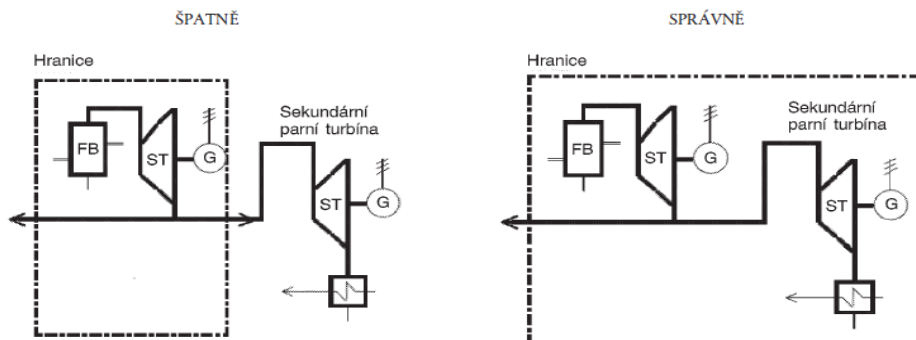 ŠPATNĚ
Hranice
FB
ST
G
Sekundární
parní turbína
ST
G
SPRÁVNĚ
Hranice
FB
ST
G
Sekundární
parní turbína
ST
G